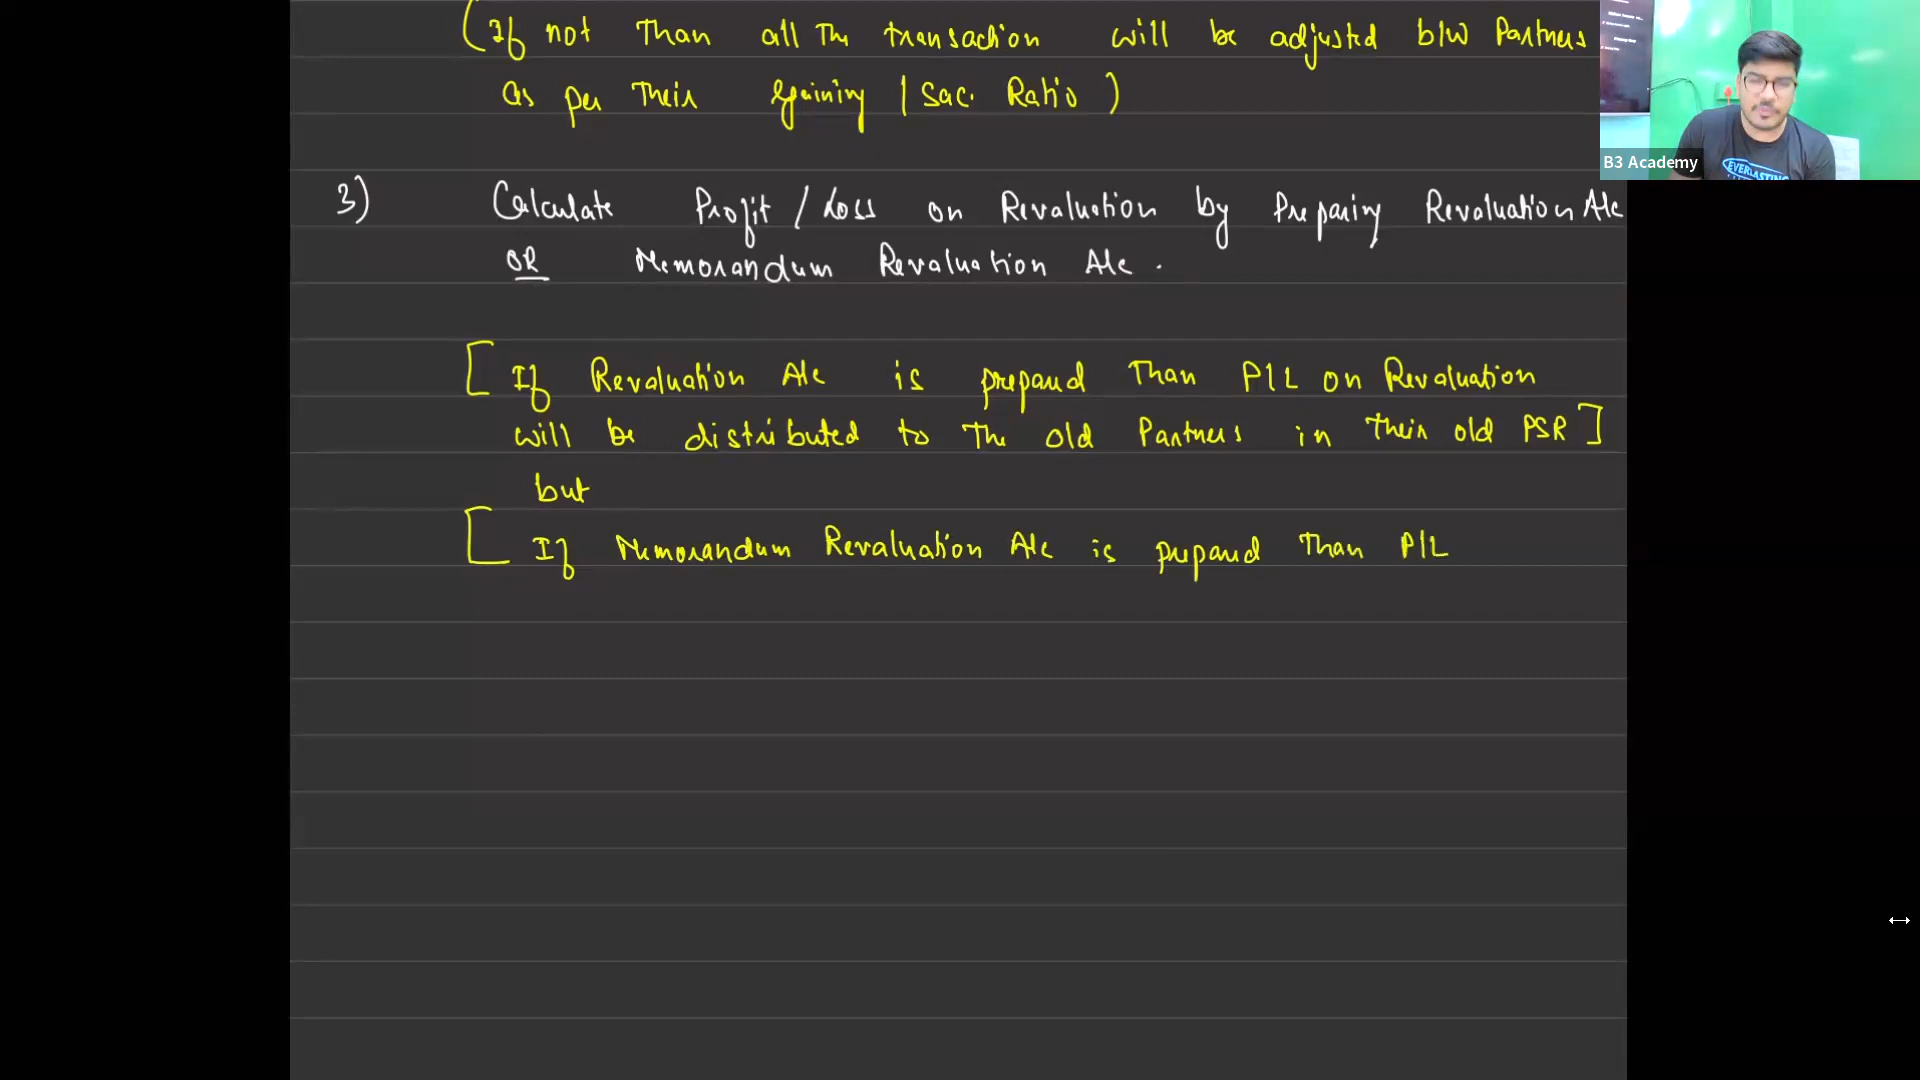 (If not Than all The transaction will be adjusted b/w Partners
as per Their gaining | Sac. Ratio )
B3 Academy
EVERLASTING
3) Calculate Profit / Loss on Revaluation by Preparing Revaluation A/c
OR Memorandum Revaluation A/c .
[ If Revaluation A/c is prepared Than P/L on Revaluation
will be distributed to The old Partners in Their old PSR ]
but
[ If Memorandum Revaluation A/c is prepared Than P/L